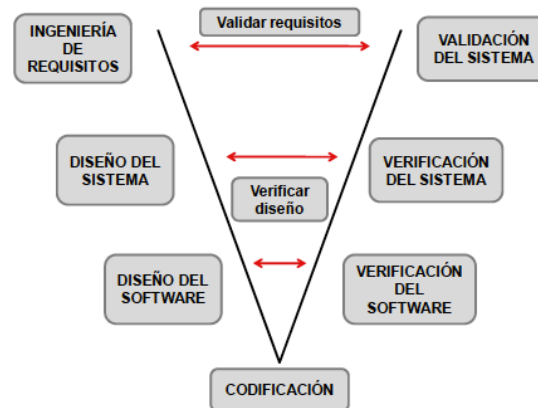 INGENIERÍA
DE
REQUISITOS
Validar requisitos
VALIDACIÓN
DEL SISTEMA
DISEÑO DEL
SISTEMA
Verificar
diseño
VERIFICACIÓN
DEL SISTEMA
DISEÑO DEL
SOFTWARE
VERIFICACIÓN
DEL
SOFTWARE
CODIFICACIÓN